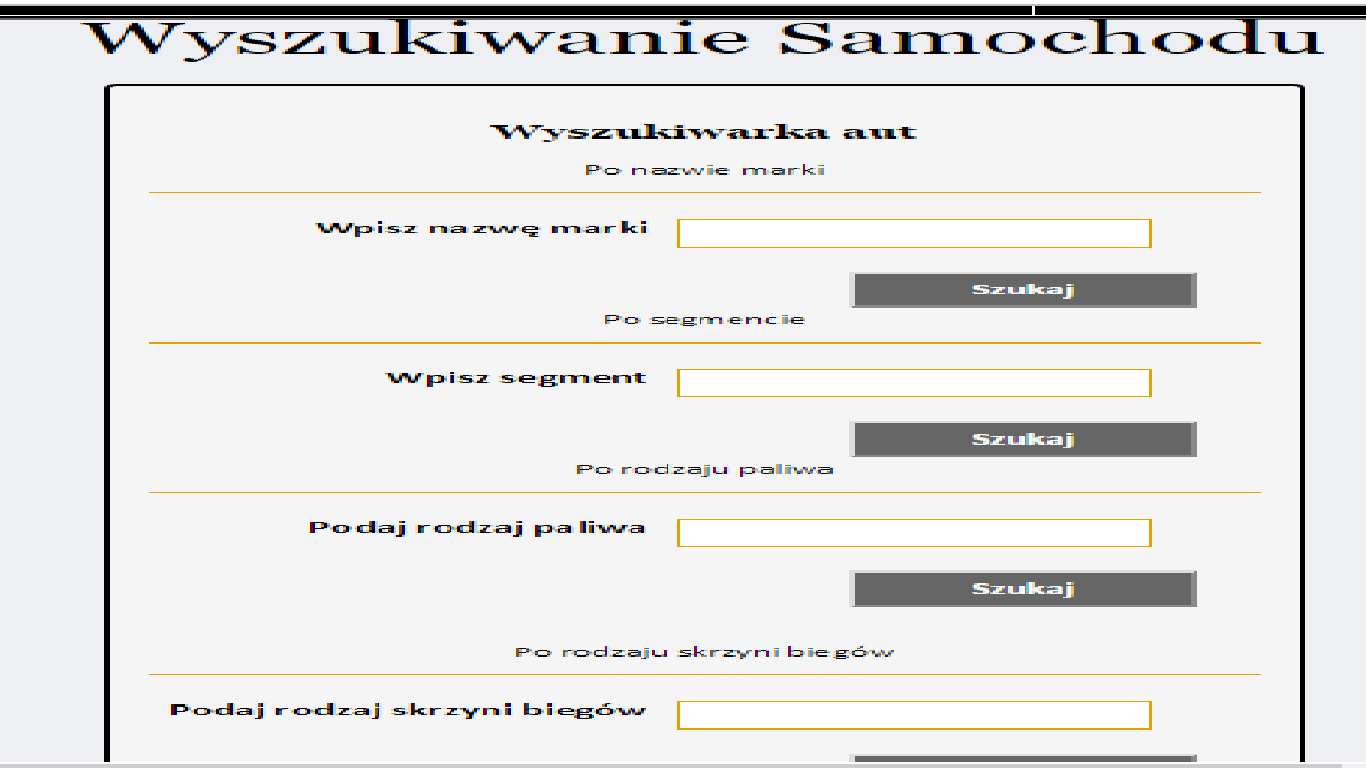 Wyszukiwanie Samochodu
Wyszukiwarka aut
Po nazwie marki
Wpisz nazwę marki
Szukaj
Po segmencie
Wpisz segment
Szukaj
Po rodzaju paliwa
Podaj rodzaj paliwa
Szukaj
Po rodzaju skrzyni biegów
Podaj rodzaj skrzyni biegów